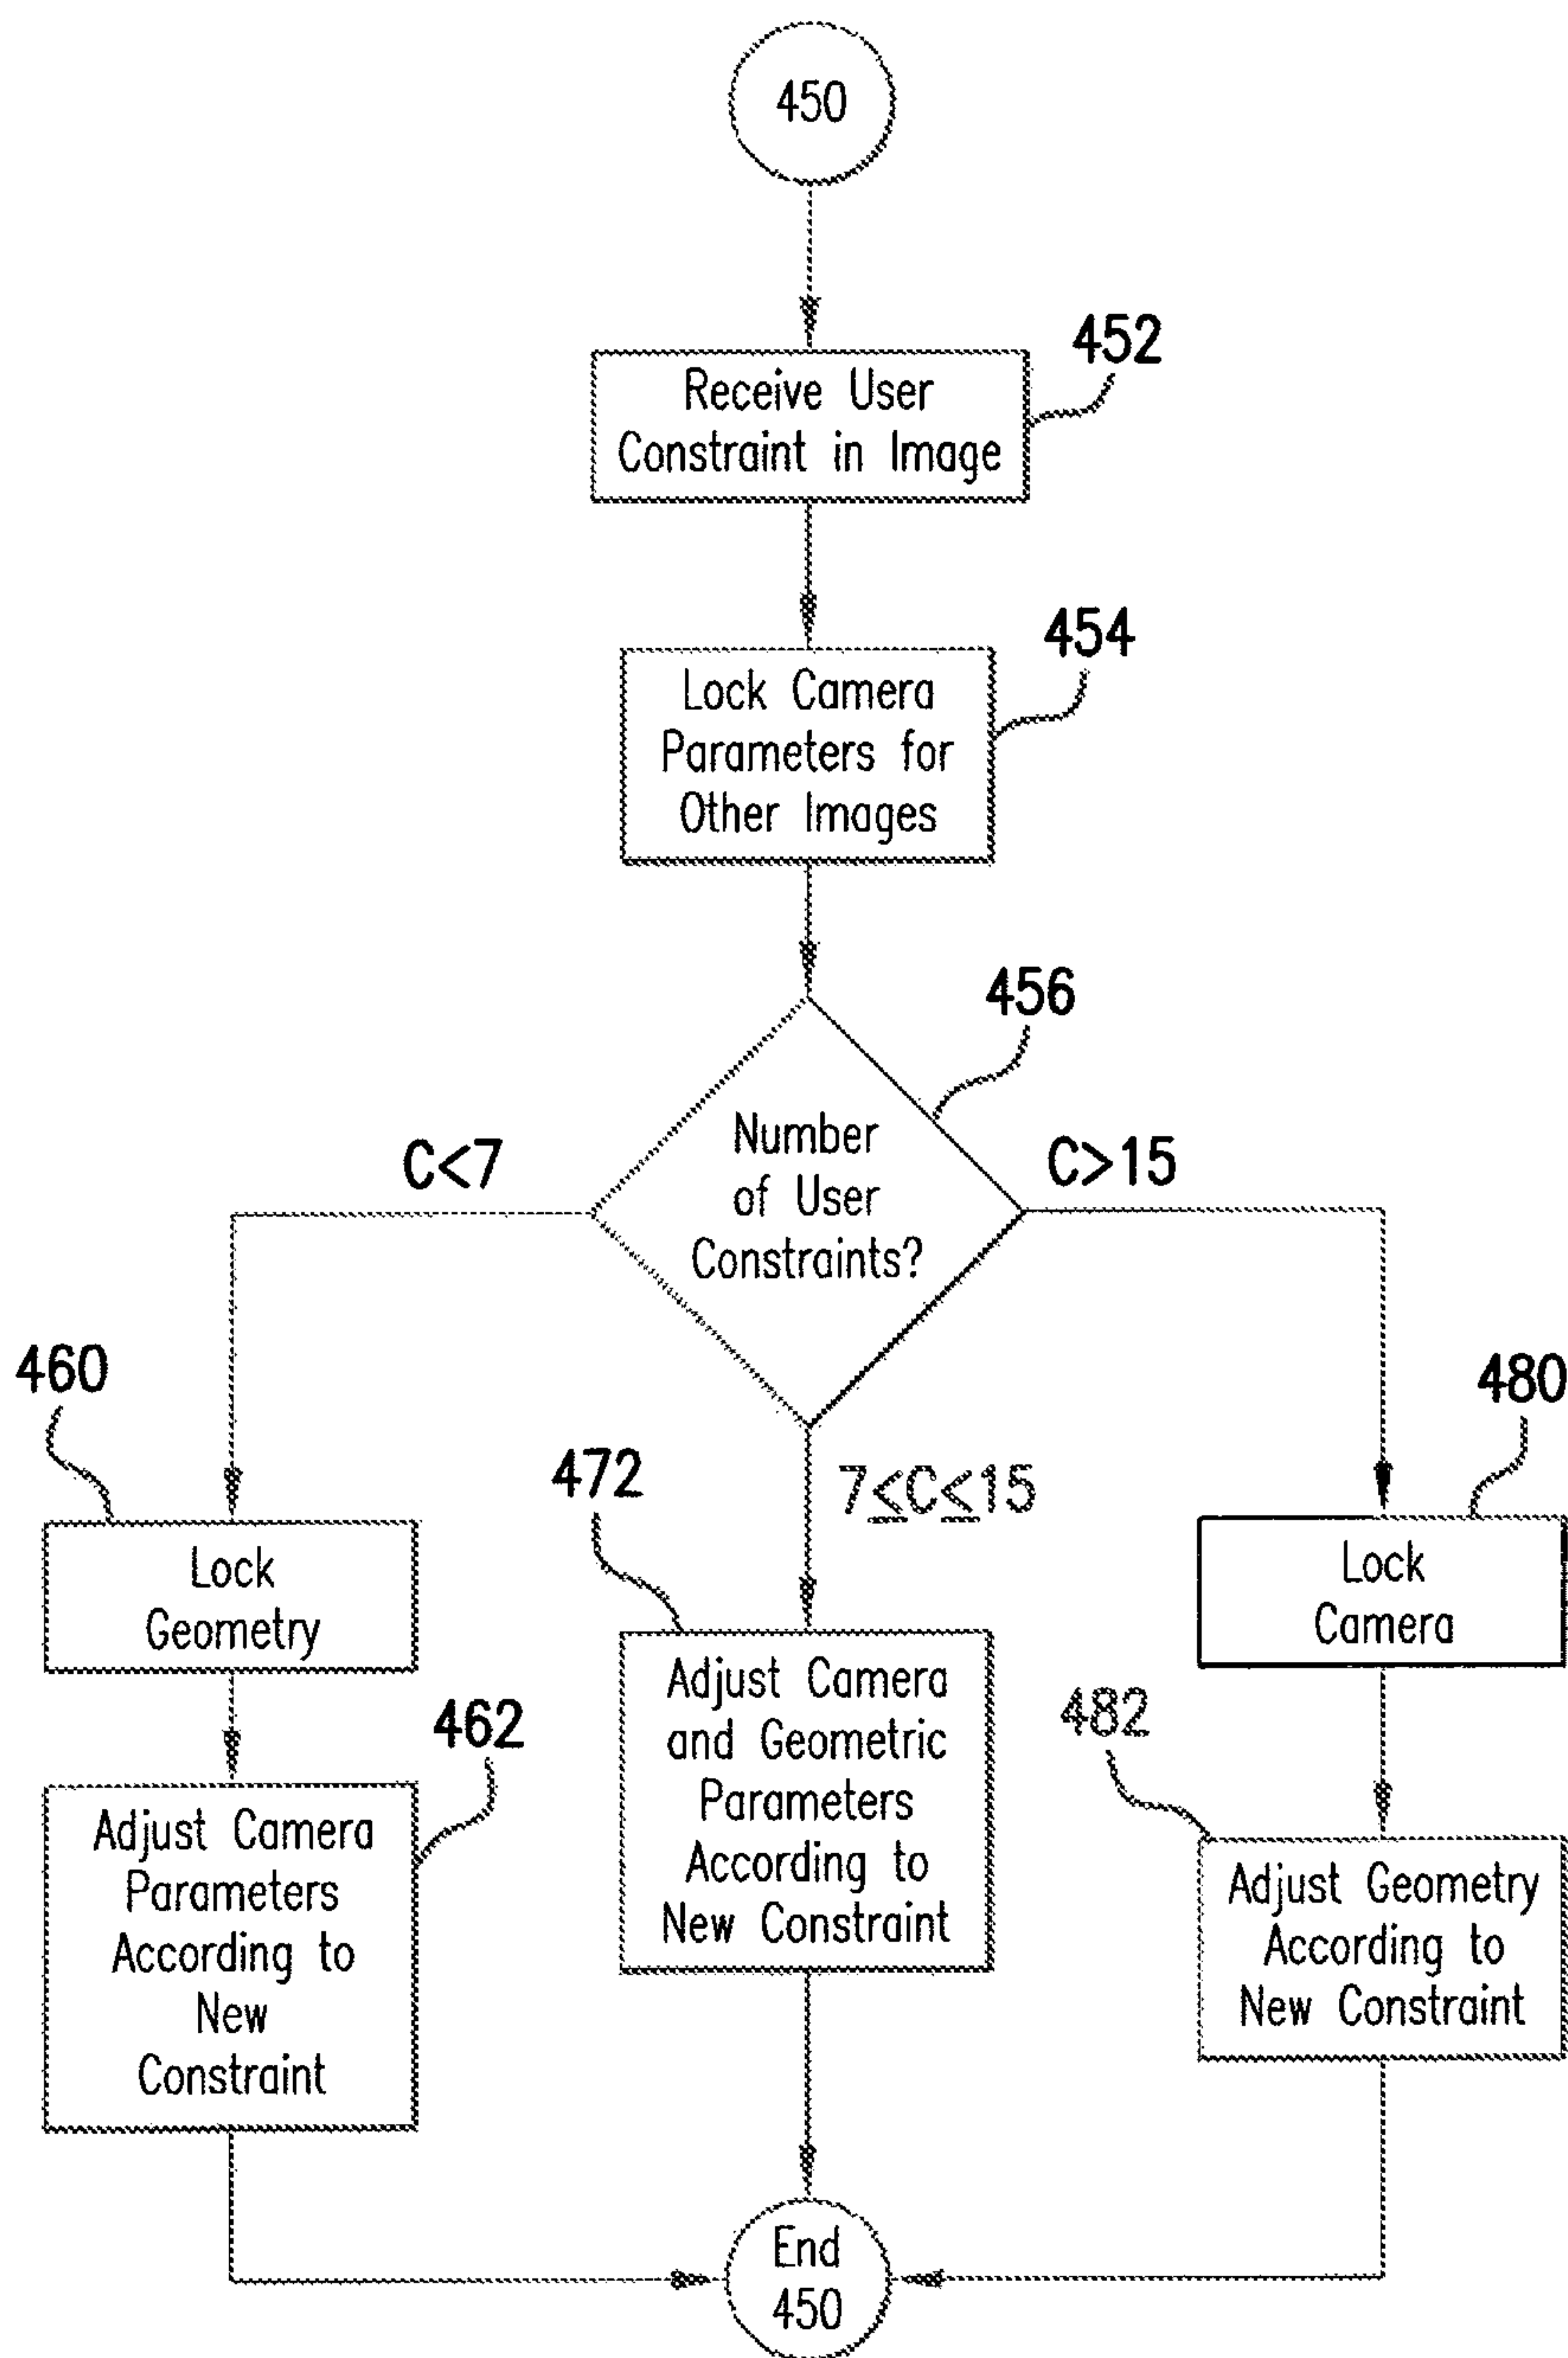 450
452
Receive User
Constraint in Image
454
Lock Camera
Parameters for
Other Images
456
Number
of User
Constraints?
C<7
C>15
7≤C≤15
460
Lock
Geometry
462
Adjust Camera
Parameters
According to
New
Constraint
472
Adjust Camera
and Geometric
Parameters
According to
New Constraint
480
Lock
Camera
482
Adjust Geometry
According to
New Constraint
End
450